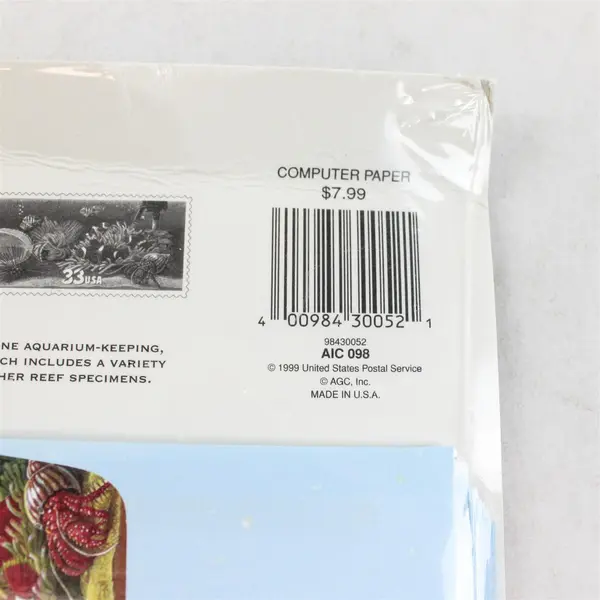 COMPUTER PAPER
$7.99
33USA
4 00984 30052 1
98430052
AIC 098
© 1999 United States Postal Service
© AGC, Inc.
MADE IN U.S.A.
NE AQUARIUM-KEEPING,
CH INCLUDES A VARIETY
HER REEF SPECIMENS.